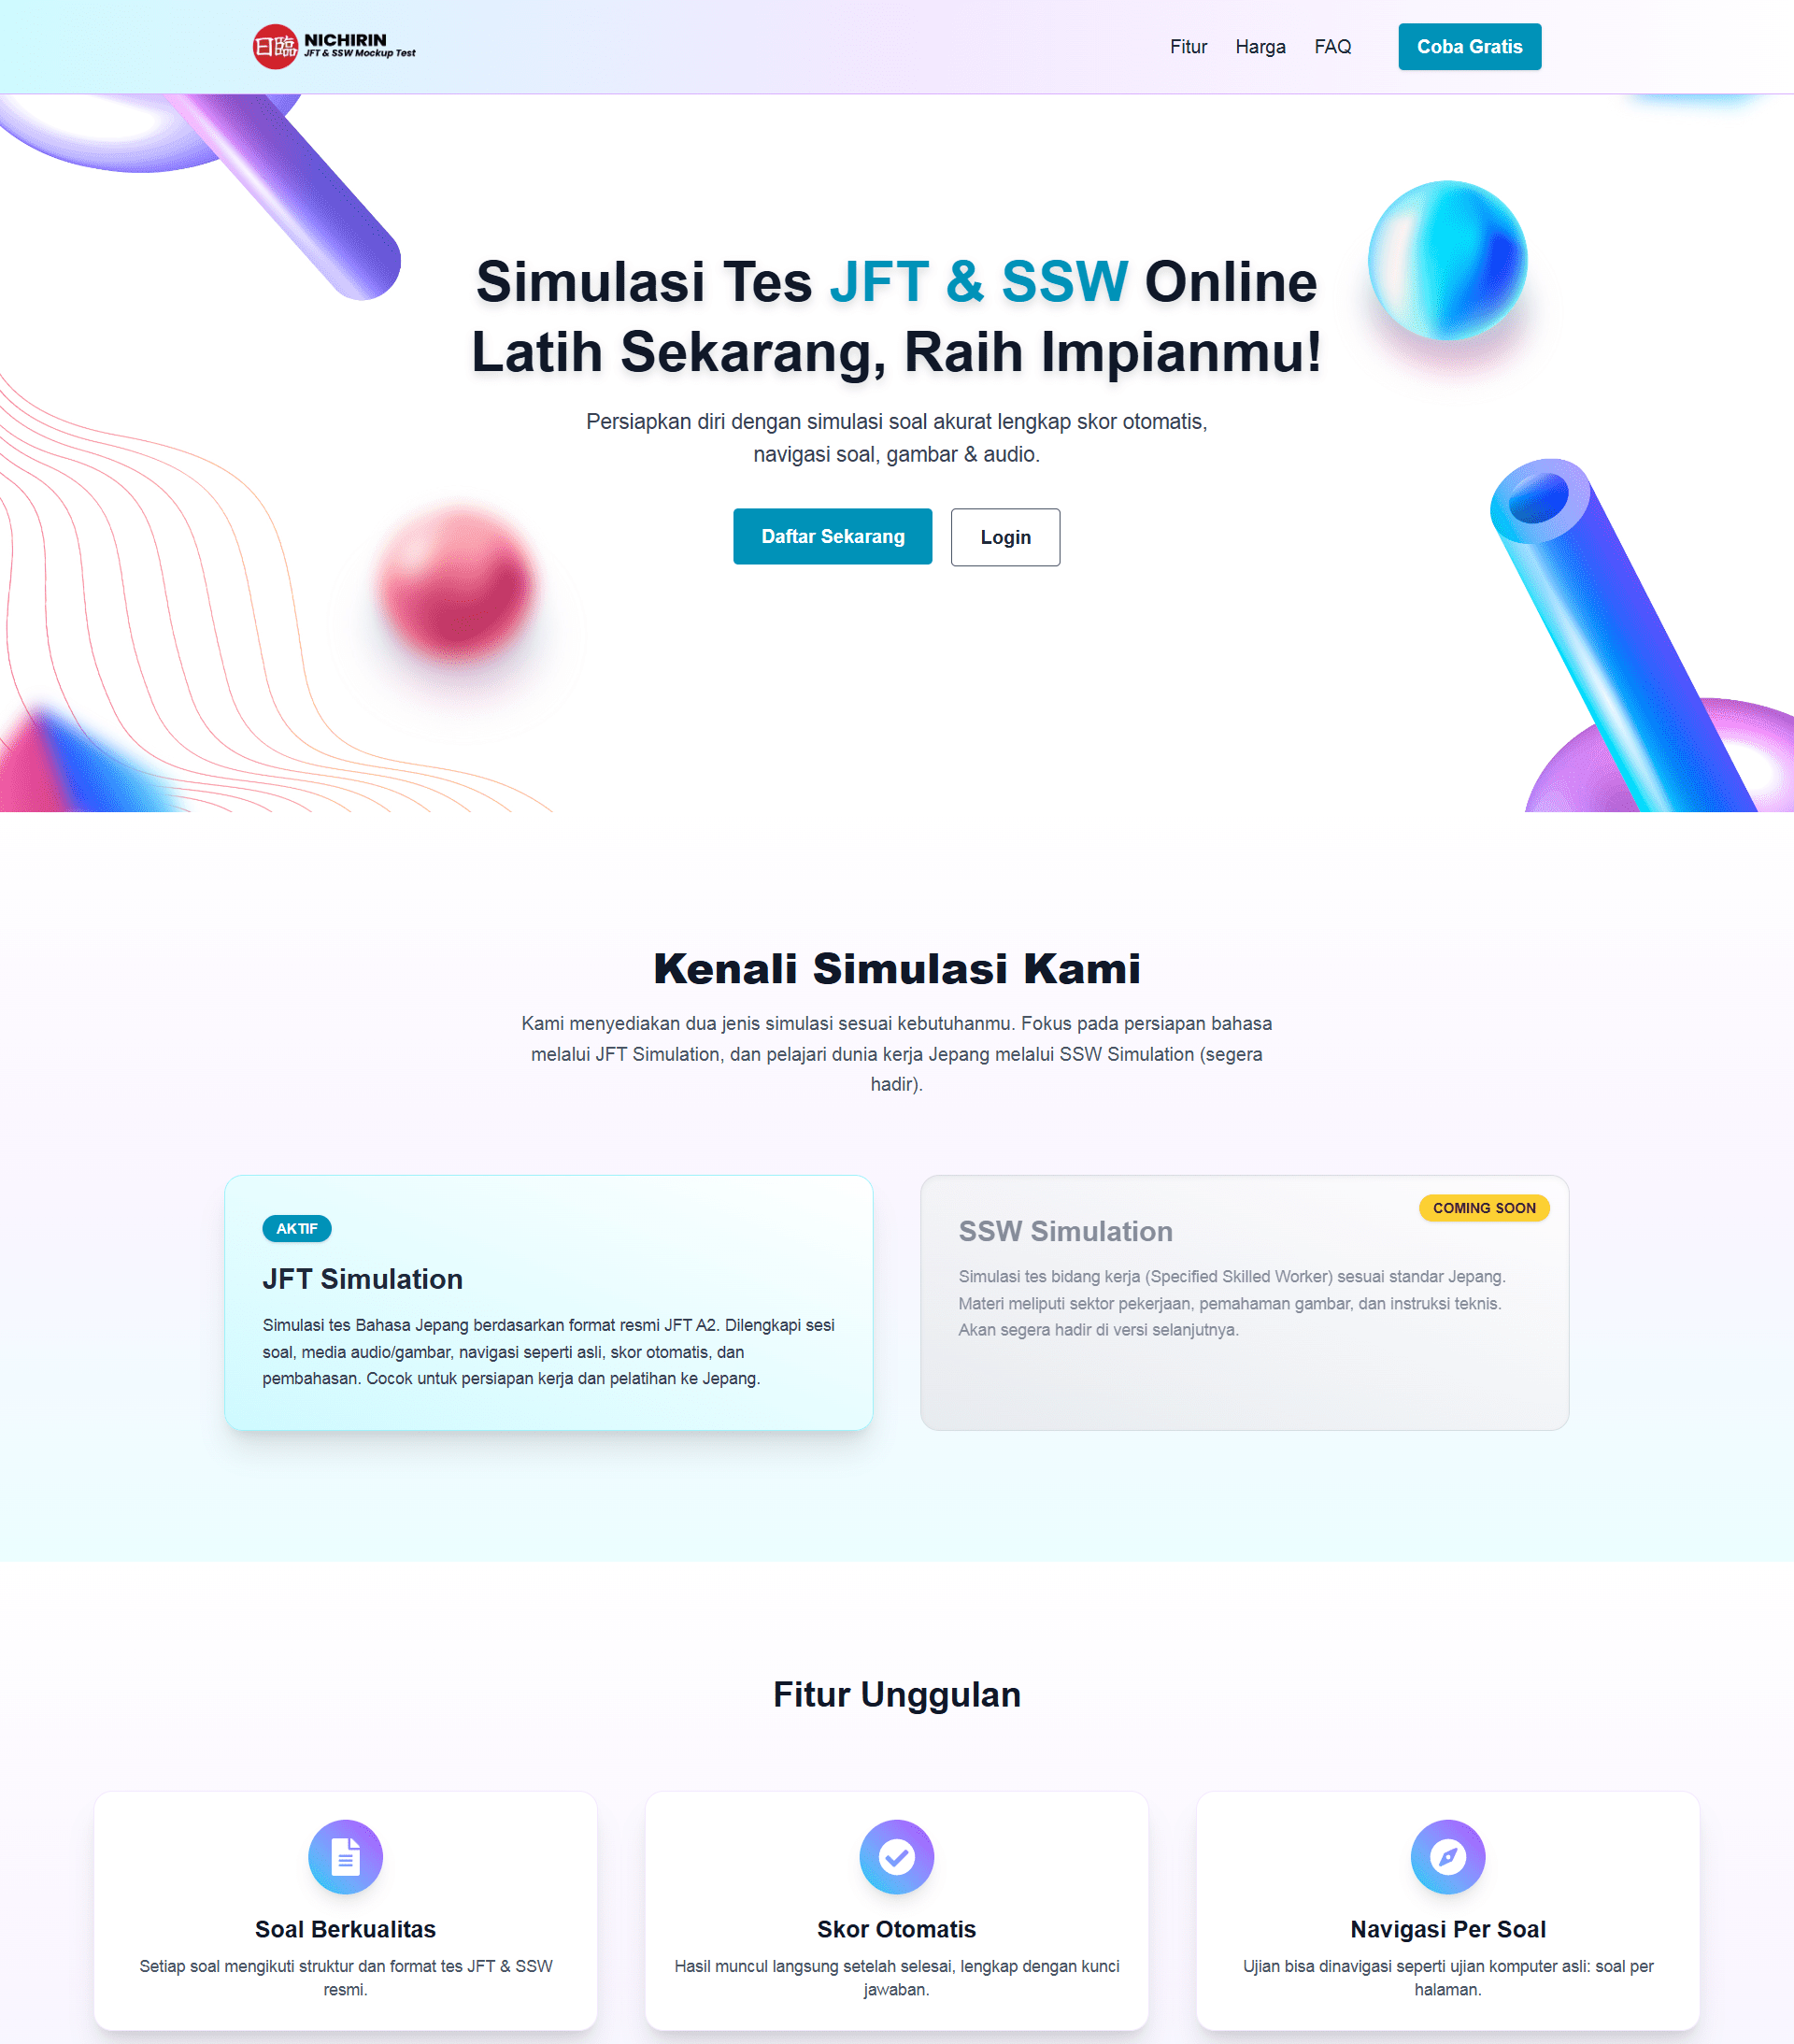 日臨 NICHIRIN
JFT & SSW Mockup Test
Fitur Harga FAQ Coba Gratis
Simulasi Tes JFT & SSW Online
Latih Sekarang, Raih Impianmu!
Persiapkan diri dengan simulasi soal akurat lengkap skor otomatis,
navigasi soal, gambar & audio.
Daftar Sekarang Login
Kenali Simulasi Kami
Kami menyediakan dua jenis simulasi sesuai kebutuhanmu. Fokus pada persiapan bahasa
melalui JFT Simulation, dan pelajari dunia kerja Jepang melalui SSW Simulation (segera
hadir).
AKTIF
JFT Simulation
Simulasi tes Bahasa Jepang berdasarkan format resmi JFT A2. Dilengkapi sesi
soal, media audio/gambar, navigasi seperti asli, skor otomatis, dan
pembahasan. Cocok untuk persiapan kerja dan pelatihan ke Jepang.
COMING SOON
SSW Simulation
Simulasi tes bidang kerja (Specified Skilled Worker) sesuai standar Jepang.
Materi meliputi sektor pekerjaan, pemahaman gambar, dan instruksi teknis.
Akan segera hadir di versi selanjutnya.
Fitur Unggulan
Soal Berkualitas
Setiap soal mengikuti struktur dan format tes JFT & SSW
resmi.
Skor Otomatis
Hasil muncul langsung setelah selesai, lengkap dengan kunci
jawaban.
Navigasi Per Soal
Ujian bisa dinavigasi seperti ujian komputer asli: soal per
halaman.